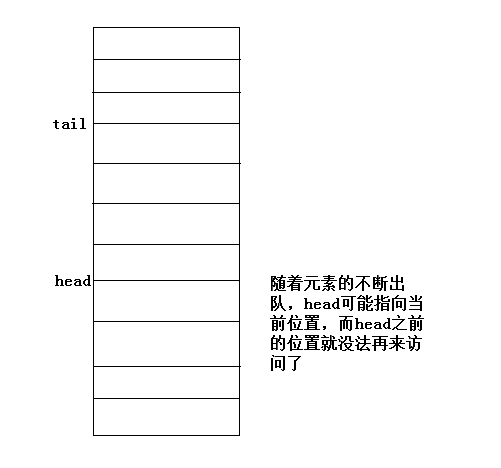 tail
head
随着元素的不断出
队，head可能指向当
前位置，而head之前
的位置就没法再来访
问了